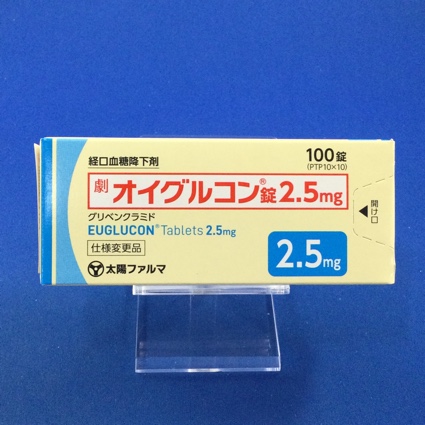 経口血糖降下剤
100錠
(PTP10×10)
劇 オイグルコン®錠2.5mg
グリベンクラミド
EUGLUCON® Tablets 2.5mg
仕様変更品
2.5mg
太陽ファルマ
開け口